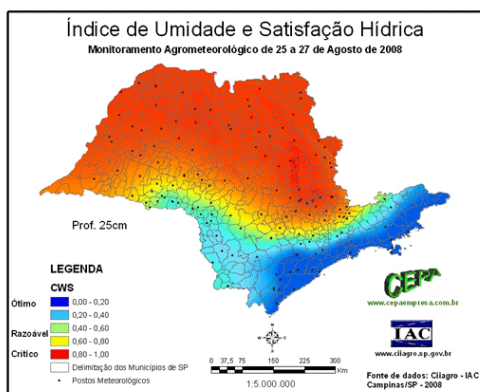 Índice de Umidade e Satisfação Hídrica
Monitoramento Agrometeorológico de 25 a 27 de Agosto de 2008
Prof. 25cm
LEGENDA
CWS
Ótimo
0,00 - 0,20
0,20 - 0,40
Razoável
0,40 - 0,60
0,60 - 0,80
Crítico
0,80 - 1,00
Delimitação dos Municípios de SP
Postos Meteorológicos
0 37,5 75 150 225 300
Km
1:5.000.000
CEPA
www.cepaempresa.com.br
IAC
www.ciiagro.sp.gov.br
Fonte de dados: Ciiagro - IAC
Campinas/SP - 2008